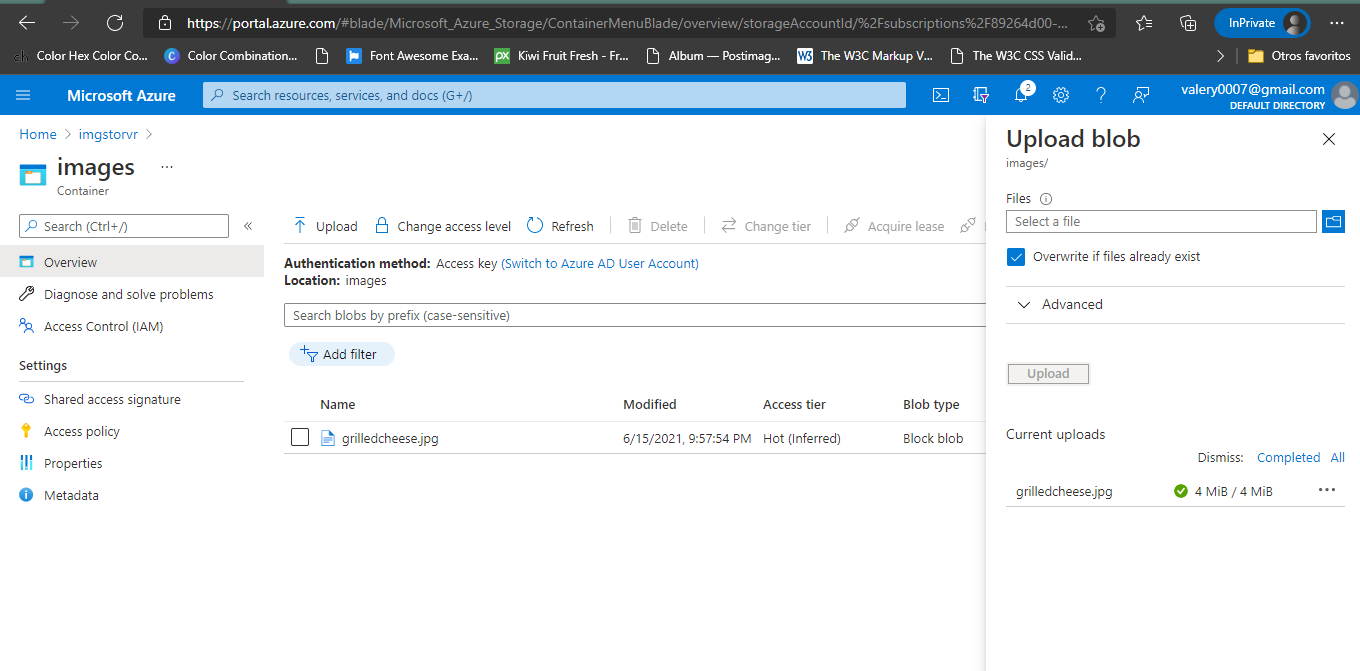 https://portal.azure.com/#blade/Microsoft_Azure_Storage/ContainerMenuBlade/overview/storageAccountId/%2Fsubscriptions%2F89264d00-...
InPrivate
Color Hex Color Co...
Color Combination...
Font Awesome Exa...
Kiwi Fruit Fresh - Fr...
Album — Postimag...
The W3C Markup V...
The W3C CSS Valid...
Otros favoritos
Microsoft Azure
Search resources, services, and docs (G+/)
2
valery0007@gmail.com
DEFAULT DIRECTORY
Home > imgstorvr >
images
...
Container
Search (Ctrl+/)
«
Overview
Diagnose and solve problems
Access Control (IAM)
Settings
Shared access signature
Access policy
Properties
Metadata
Upload
Change access level
Refresh
Delete
Change tier
Acquire lease
Authentication method: Access key (Switch to Azure AD User Account)
Location: images
Search blobs by prefix (case-sensitive)
Add filter
Name Modified Access tier Blob type
grilledcheese.jpg 6/15/2021, 9:57:54 PM Hot (Inferred) Block blob
Upload blob
images/
Files
Select a file
Overwrite if files already exist
Advanced
Upload
Current uploads
Dismiss: Completed All
grilledcheese.jpg 4 MiB / 4 MiB ...